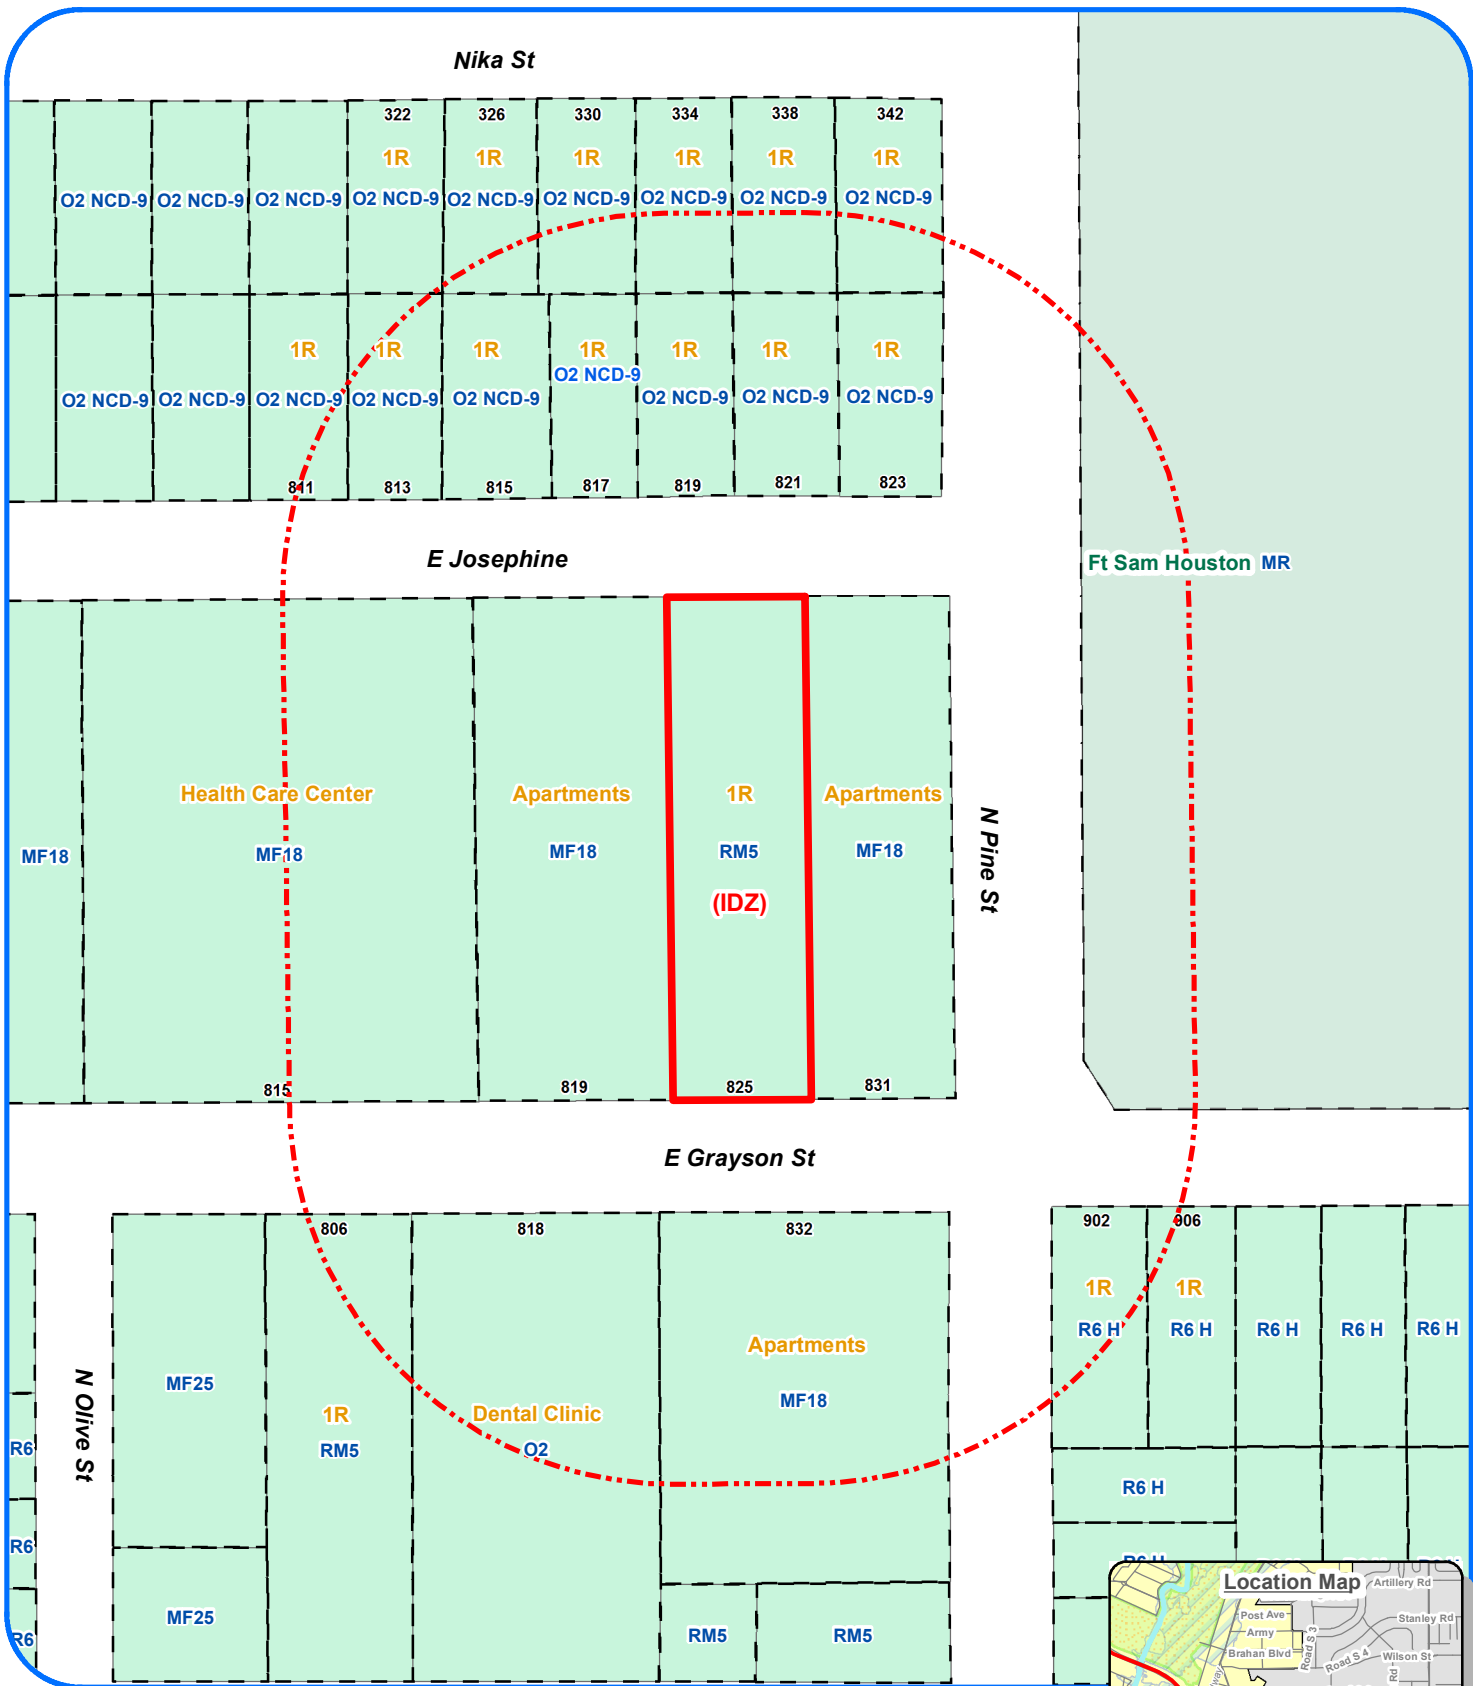 Nika St
322 326 330 334 338 342
1R 1R 1R 1R 1R 1R
O2 NCD-9 O2 NCD-9 O2 NCD-9 O2 NCD-9 O2 NCD-9 O2 NCD-9 O2 NCD-9 O2 NCD-9 O2 NCD-9
1R 1R 1R 1R 1R 1R 1R
O2 NCD-9
O2 NCD-9 O2 NCD-9 O2 NCD-9 O2 NCD-9 O2 NCD-9 O2 NCD-9 O2 NCD-9 O2 NCD-9
811 813 815 817 819 821 823
E Josephine
Ft Sam Houston MR
Health Care Center Apartments 1R Apartments
MF18 MF18 MF18 RM5 MF18
(IDZ)
N Pine St
815 819 825 831
E Grayson St
806 818 832 902 906
1R 1R
R6 H R6 H R6 H R6 H R6 H
Apartments
MF25 MF18
N Olive St
1R Dental Clinic
R6 RM5 O2
R6 H
R6
R6 H
MF25
R6 RM5 RM5
Location Map
Artillery Rd
Post Ave
Stanley Rd
Army
Road S 3
Brahan Blvd
Road S 4
Wilson St
Rd